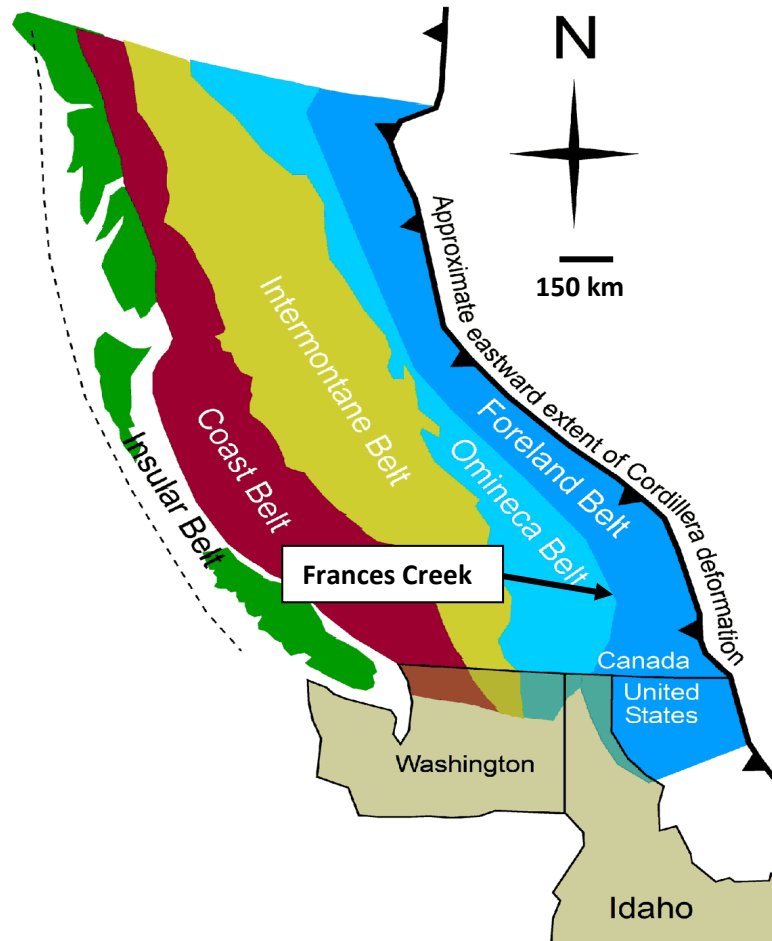 N
150 km
Approximate eastward extent of Cordillera deformation
Intermontane Belt
Foreland Belt
Coast Belt
Omineca Belt
Insular Belt
Frances Creek
Canada
United
States
Washington
Idaho